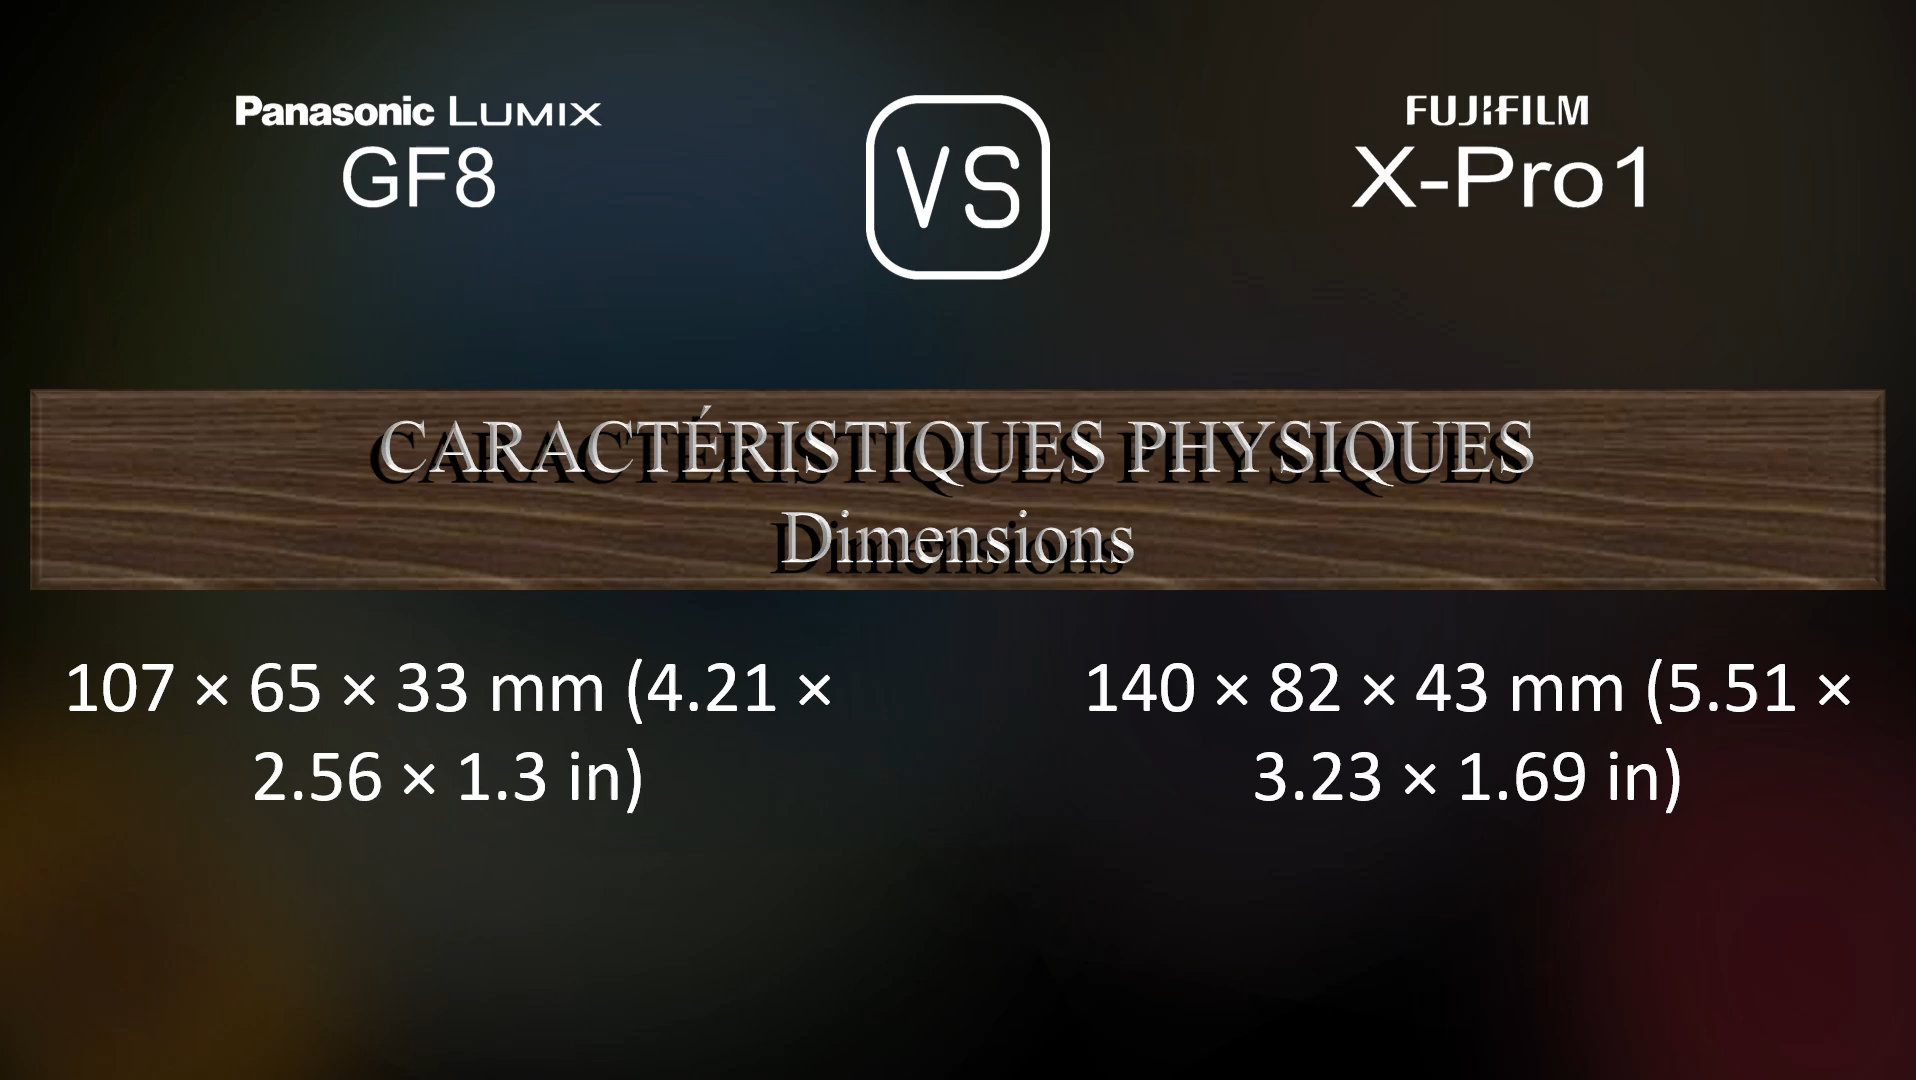 Panasonic LUMIX
GF8
VS
FUJIFILM
X-Pro1
CARACTÉRISTIQUES PHYSIQUES
Dimensions
107 × 65 × 33 mm (4.21 ×
2.56 × 1.3 in)
140 × 82 × 43 mm (5.51 ×
3.23 × 1.69 in)